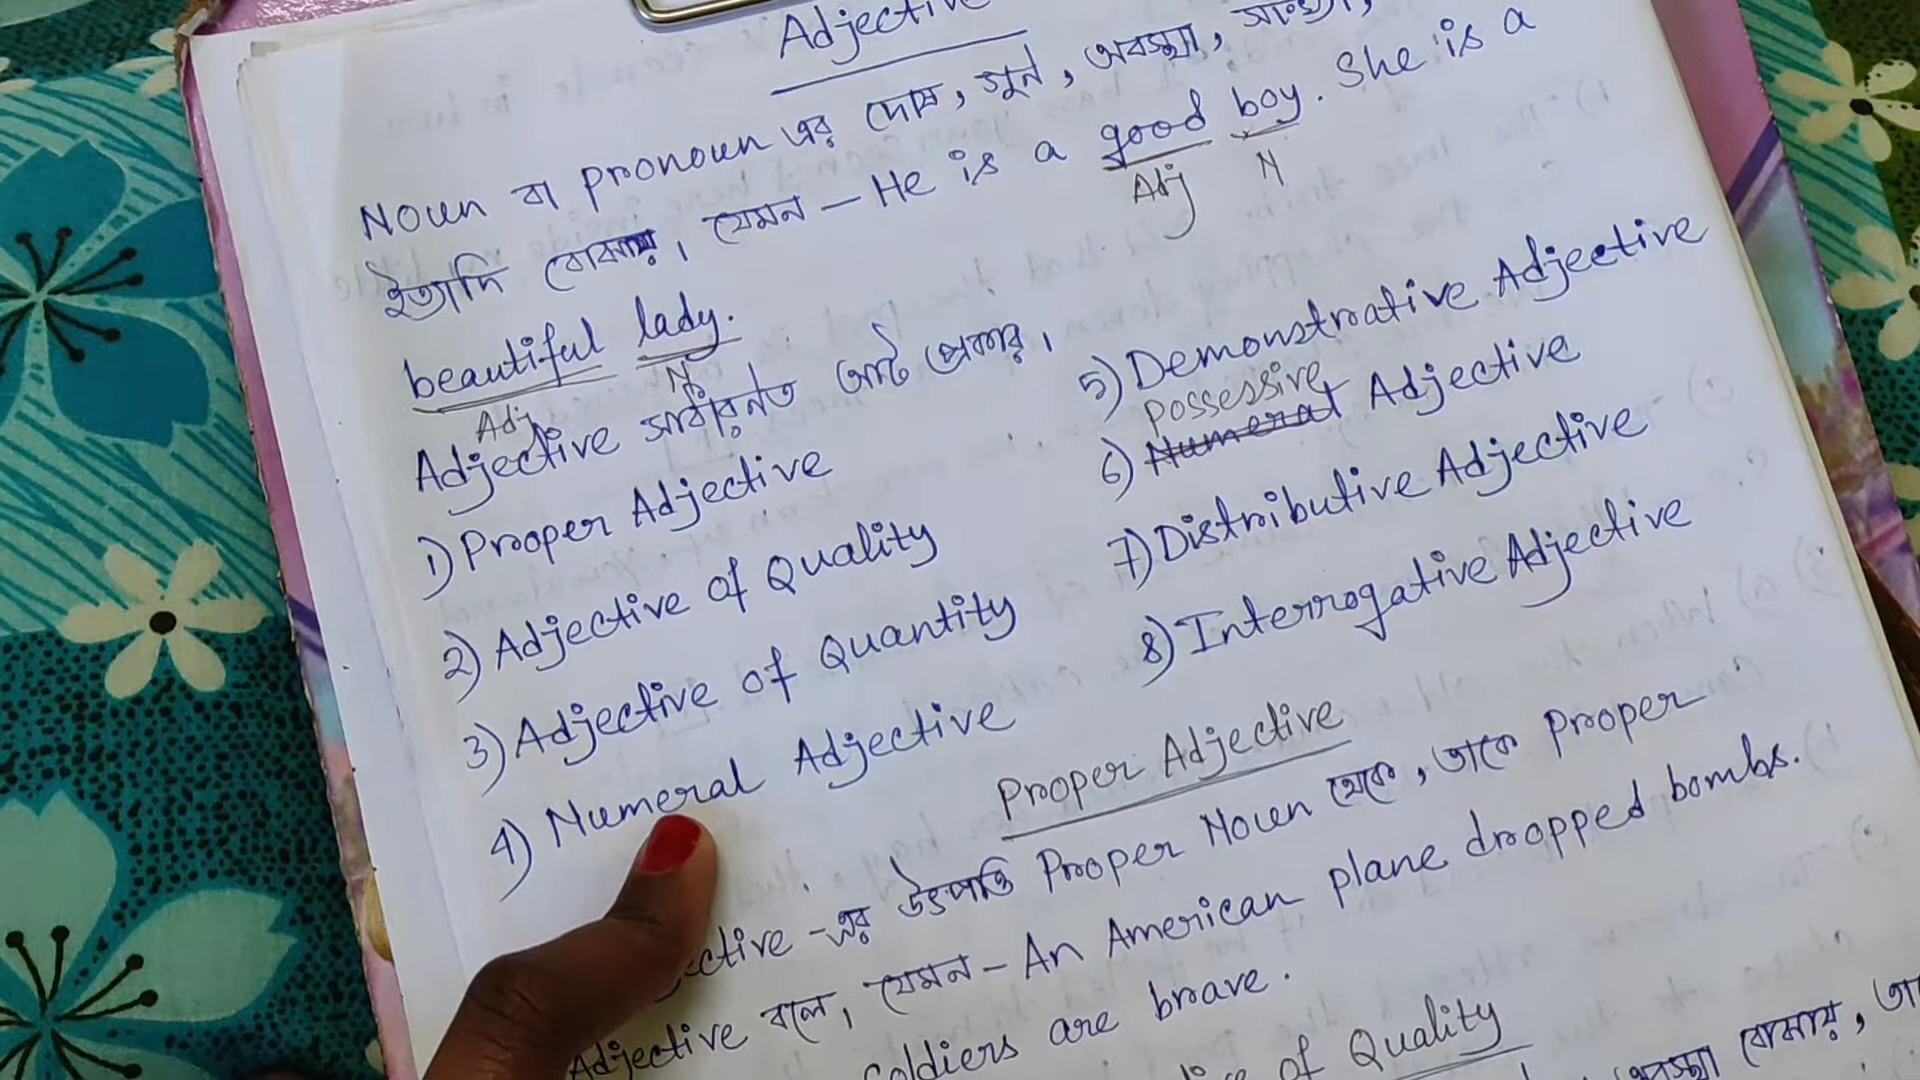 Adjective
Noun বা pronoun এর দোষ, গুন, অবস্থা, সংখ্যা,
ইত্যাদি বোঝায়, যেমন – He is a good boy. She is a
Adj N
beautiful lady.
Adj N
Adjective সাধারনত আট প্রকার।
1) Proper Adjective
2) Adjective of Quality
3) Adjective of Quantity
4) Numeral Adjective
5) Demonstrative Adjective
possessive
6) Numeral Adjective
7) Distributive Adjective
8) Interrogative Adjective
Proper Adjective
ective -এর উৎপত্তি Proper Noun থেকে, তাকে Proper
Adjective বলে, যেমন – An American plane dropped bombs.
soldiers are brave.
of Quality
অবস্থা বোঝায়,